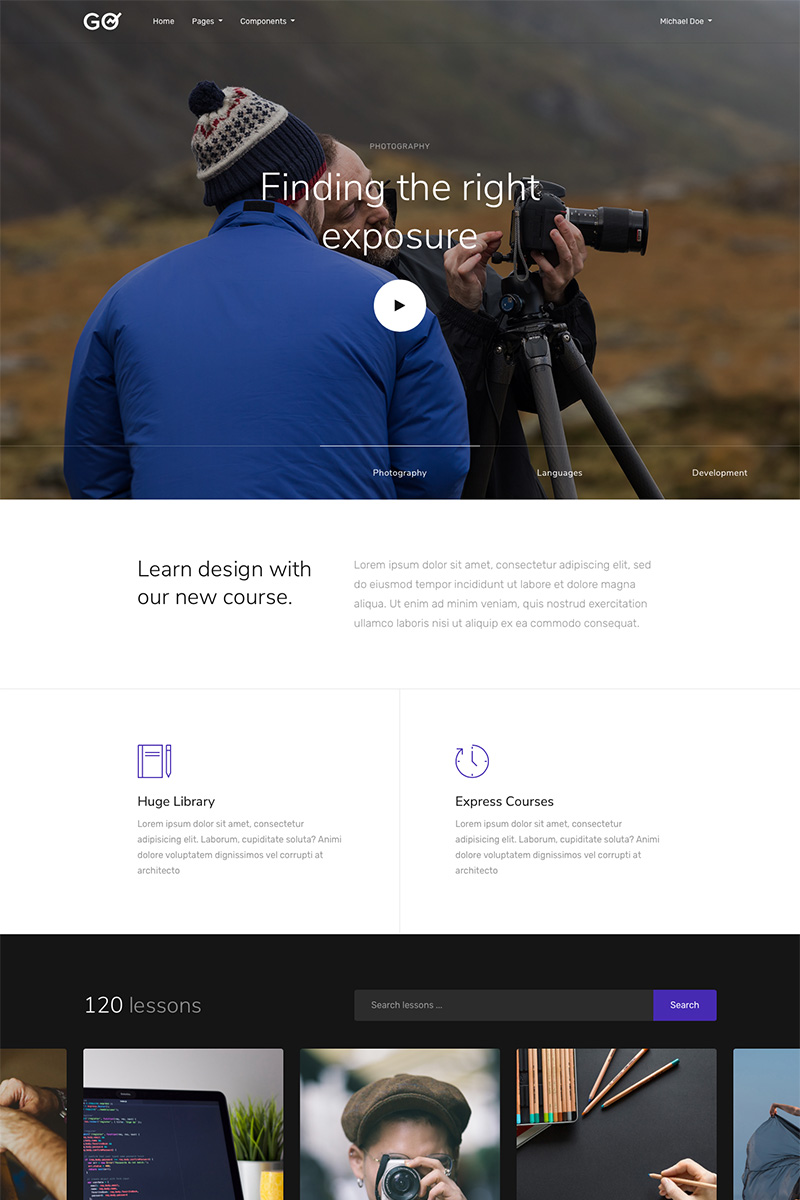 GO
Home Pages Components Michael Doe
PHOTOGRAPHY
Finding the right
exposure
Photography Languages Development
Learn design with
our new course.
Lorem ipsum dolor sit amet, consectetur adipiscing elit, sed
do eiusmod tempor incididunt ut labore et dolore magna
aliqua. Ut enim ad minim veniam, quis nostrud exercitation
ullamco laboris nisi ut aliquip ex ea commodo consequat.
Huge Library
Lorem ipsum dolor sit amet, consectetur
adipisicing elit. Laborum, cupiditate soluta? Animi
dolore voluptatem dignissimos vel corrupti at
architecto
Express Courses
Lorem ipsum dolor sit amet, consectetur
adipisicing elit. Laborum, cupiditate soluta? Animi
dolore voluptatem dignissimos vel corrupti at
architecto
120 lessons
Search lessons ...
Search